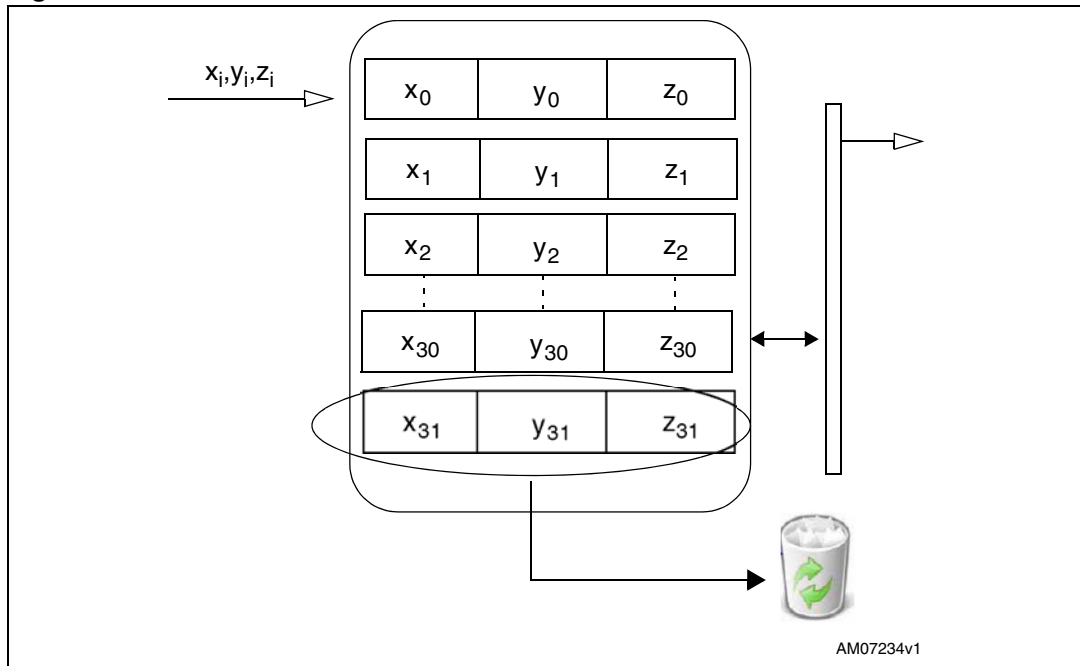 xᵢ,yᵢ,zᵢ
x₀ y₀ z₀
x₁ y₁ z₁
x₂ y₂ z₂
x₃₀ y₃₀ z₃₀
x₃₁ y₃₁ z₃₁
AM07234v1